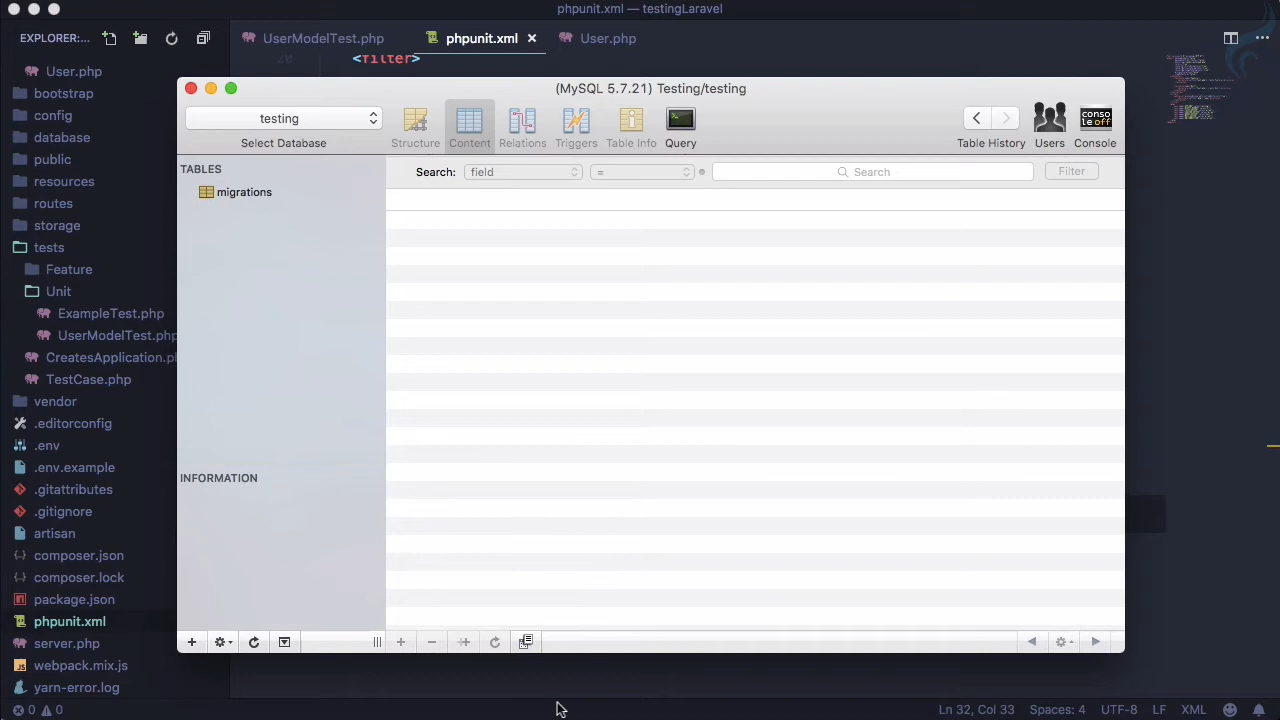 phpunit.xml — testingLaravel
EXPLORER:...
UserModelTest.php
phpunit.xml
User.php
<filter>
User.php
bootstrap
config
database
public
resources
routes
storage
tests
Feature
Unit
ExampleTest.php
UserModelTest.php
CreatesApplication.p
TestCase.php
vendor
.editorconfig
.env
.env.example
.gitattributes
.gitignore
artisan
composer.json
composer.lock
package.json
phpunit.xml
server.php
webpack.mix.js
yarn-error.log
(MySQL 5.7.21) Testing/testing
testing
Select Database
Structure
Content
Relations
Triggers
Table Info
Query
Table History
Users
conso
le off
Console
TABLES
migrations
Search:
field
=
Search
Filter
INFORMATION
0
0
Ln 32, Col 33
Spaces: 4
UTF-8
LF
XML